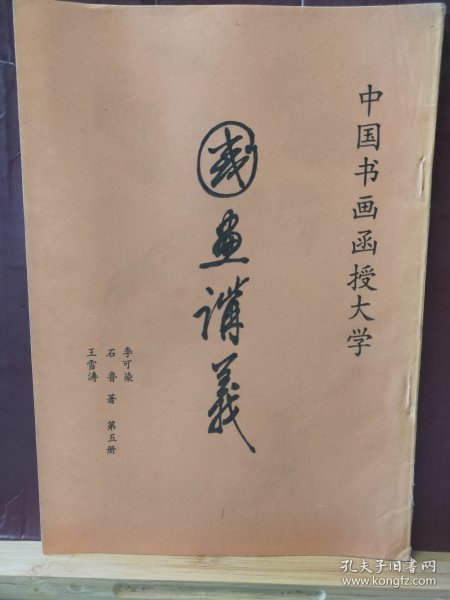 中国书画函授大学
国画讲義
李可染
石鲁 著 第五册
王雪涛
孔夫子旧书网
www.kongfz.com